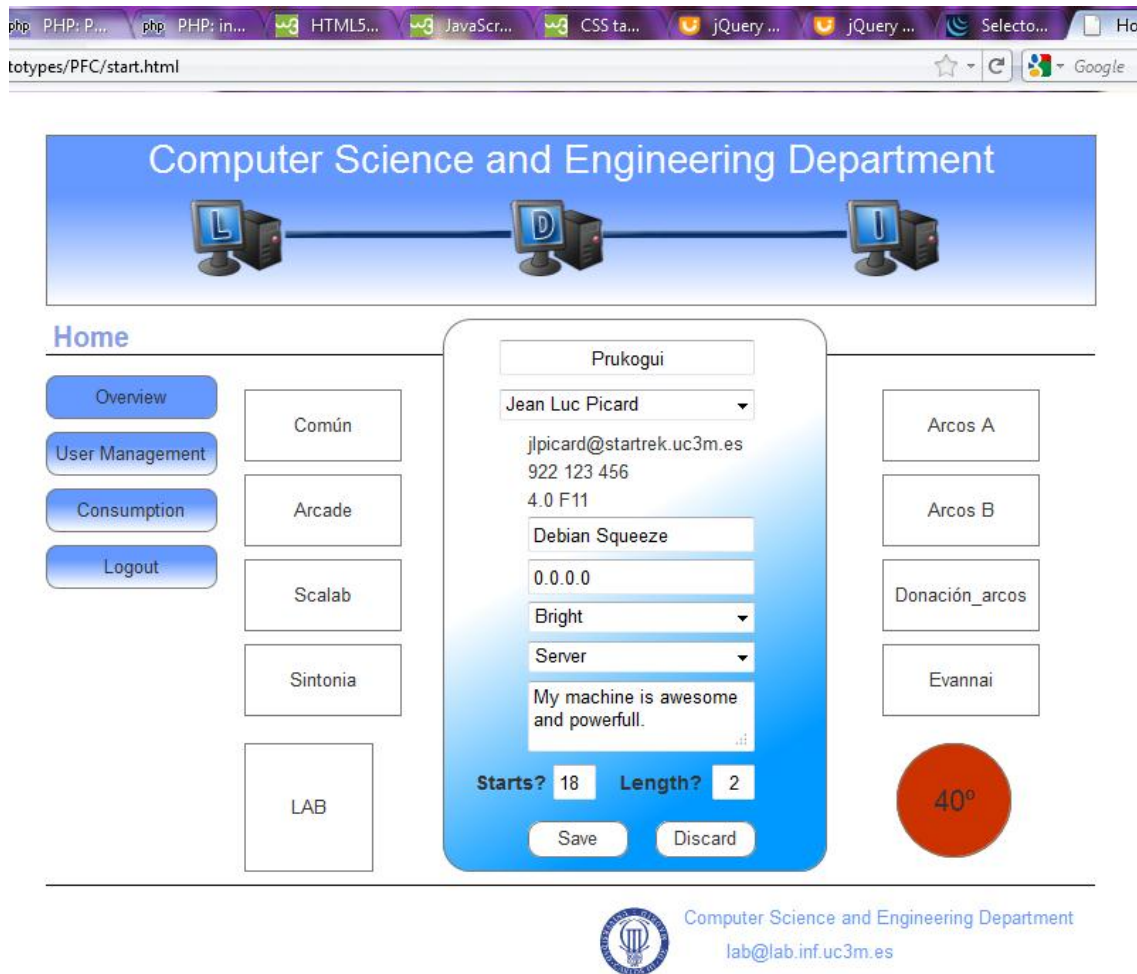 php PHP: P... php PHP: in... w3 HTML5... w3 JavaScr... w3 CSS ta... jQuery ... jQuery ... Selecto... Ho
totypes/PFC/start.html Google
Computer Science and Engineering Department
L D I
Home
Overview
User Management
Consumption
Logout
Común
Arcade
Scalab
Sintonia
LAB
Prukogui
Jean Luc Picard
jlpicard@startrek.uc3m.es
922 123 456
4.0 F11
Debian Squeeze
0.0.0.0
Bright
Server
My machine is awesome
and powerfull.
Starts? 18 Length? 2
Save Discard
Arcos A
Arcos B
Donación_arcos
Evannai
40º
Computer Science and Engineering Department
lab@lab.inf.uc3m.es